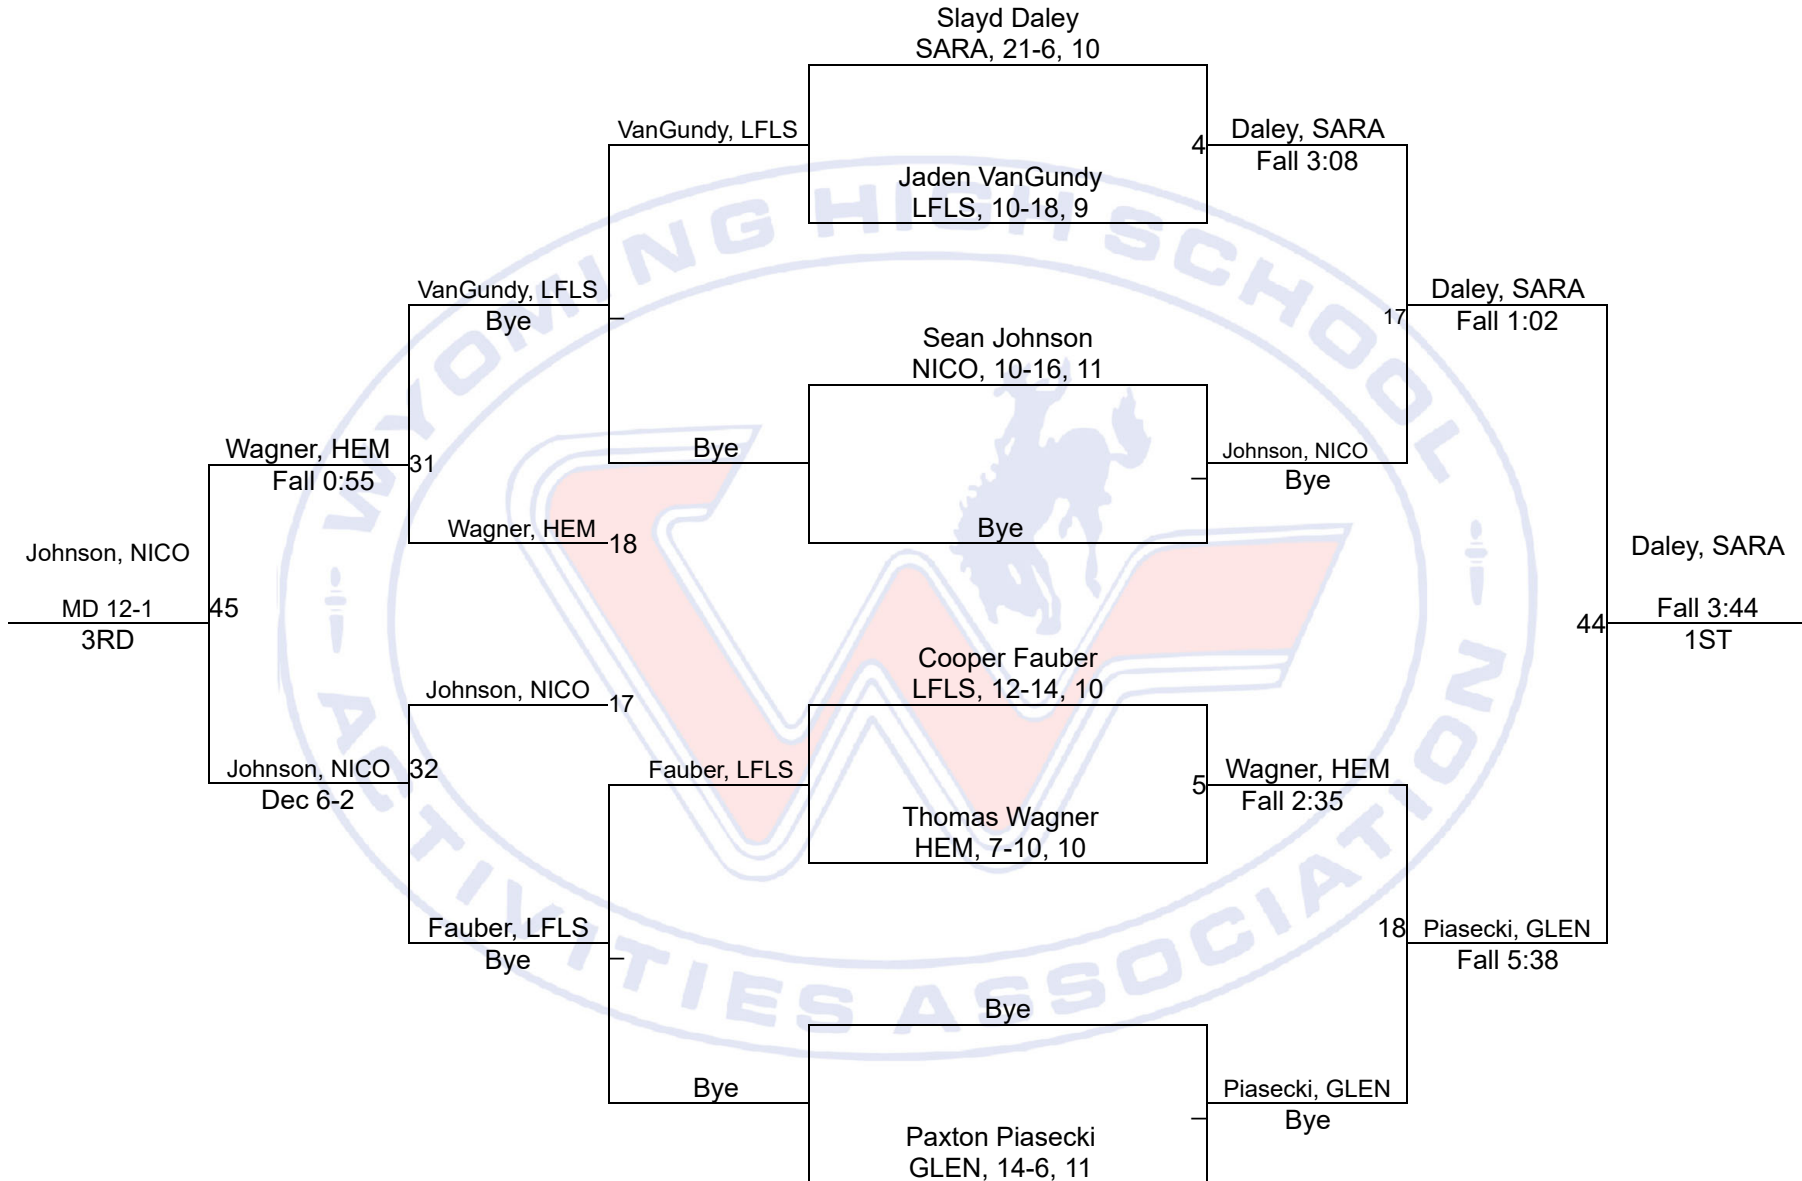 Slayd Daley
SARA, 21-6, 10
VanGundy, LFLS
4
Daley, SARA
Fall 3:08
Jaden VanGundy
LFLS, 10-18, 9
VanGundy, LFLS
Bye
17
Daley, SARA
Fall 1:02
Sean Johnson
NICO, 10-16, 11
Wagner, HEM
Fall 0:55
31
Bye
Johnson, NICO
Bye
Wagner, HEM
18
Bye
Johnson, NICO
MD 12-1
3RD
45
Daley, SARA
Fall 3:44
1ST
44
Cooper Fauber
LFLS, 12-14, 10
Johnson, NICO
17
Johnson, NICO
Dec 6-2
32
Fauber, LFLS
5
Wagner, HEM
Fall 2:35
Thomas Wagner
HEM, 7-10, 10
Fauber, LFLS
Bye
18
Piasecki, GLEN
Fall 5:38
Bye
Bye
Piasecki, GLEN
Bye
Paxton Piasecki
GLEN, 14-6, 11
WYOMING HIGH SCHOOL
ACTIVITIES ASSOCIATION